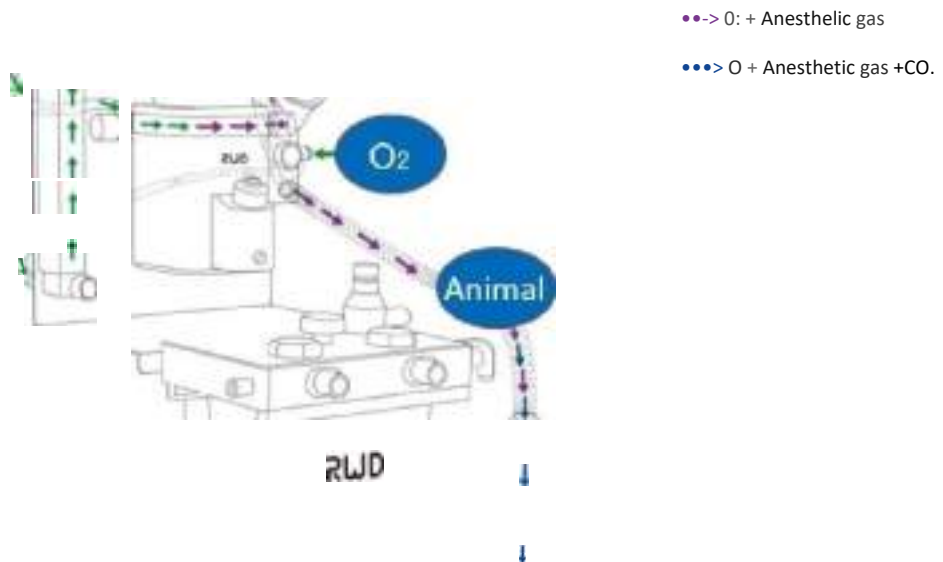 ••-> 0: + Anesthelic gas
•••> O + Anesthetic gas +CO.
O2
RWD
Animal
RWD